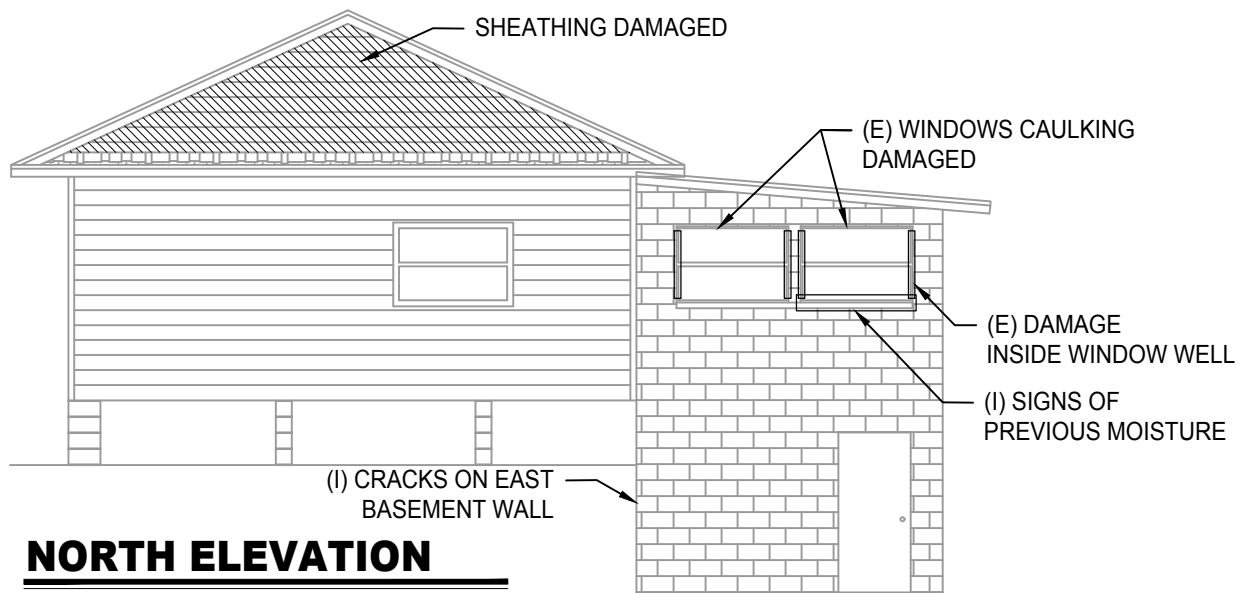 SHEATHING DAMAGED
(E) WINDOWS CAULKING
DAMAGED
(E) DAMAGE
INSIDE WINDOW WELL
(I) SIGNS OF
PREVIOUS MOISTURE
(I) CRACKS ON EAST
BASEMENT WALL
NORTH ELEVATION